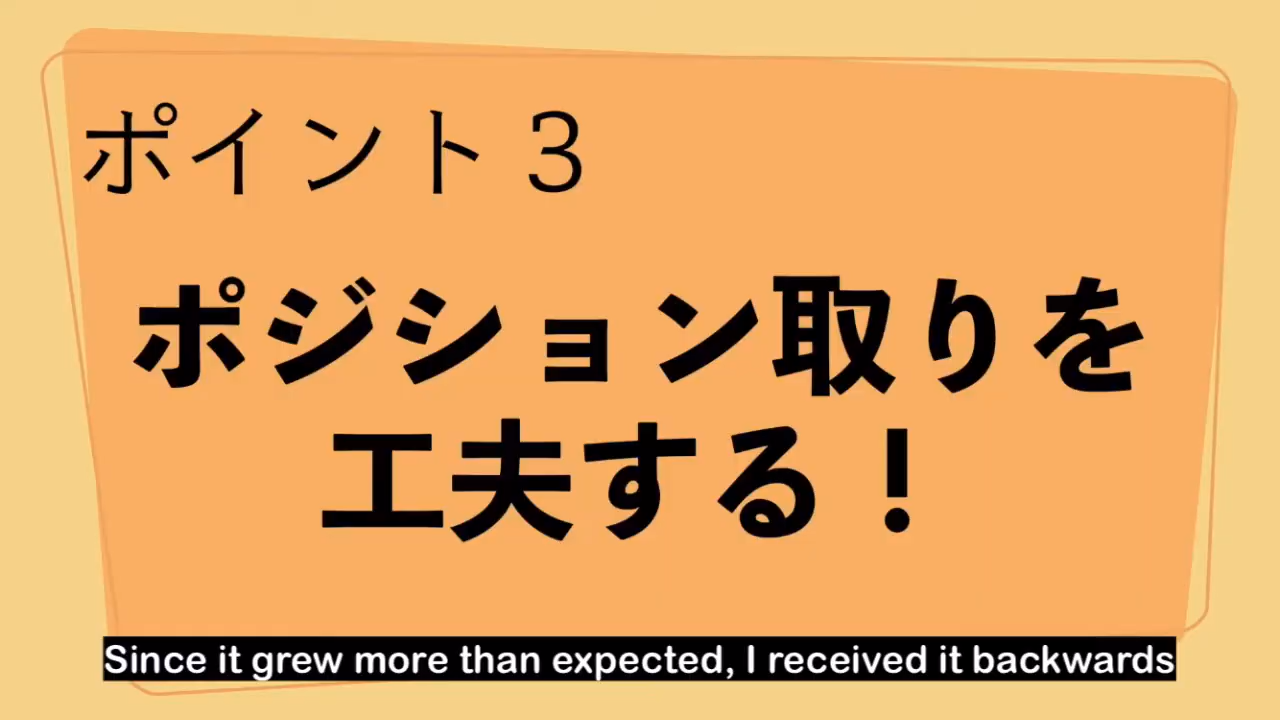 ポイント３
ポジション取りを
工夫する！
Since it grew more than expected, I received it backwards